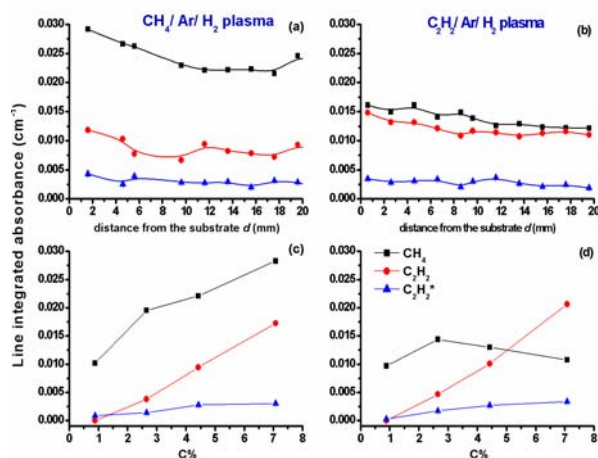 CH₄/ Ar/ H₂ plasma
(a)
C₂H₂/ Ar/ H₂ plasma
(b)
Line integrated absorbance (cm⁻¹)
0.030
0.025
0.020
0.015
0.010
0.005
0.000
0 2 4 6 8 10 12 14 16 18 20
distance from the substrate d (mm)
0.030
0.025
0.020
0.015
0.010
0.005
0.000
0 2 4 6 8 10 12 14 16 18 20
distance from the substrate d (mm)
(c)
0.030
0.025
0.020
0.015
0.010
0.005
0.000
0 1 2 3 4 5 6 7 8
C%
(d)
CH₄
C₂H₂
C₂H₂*
0.030
0.025
0.020
0.015
0.010
0.005
0.000
0 1 2 3 4 5 6 7 8
C%